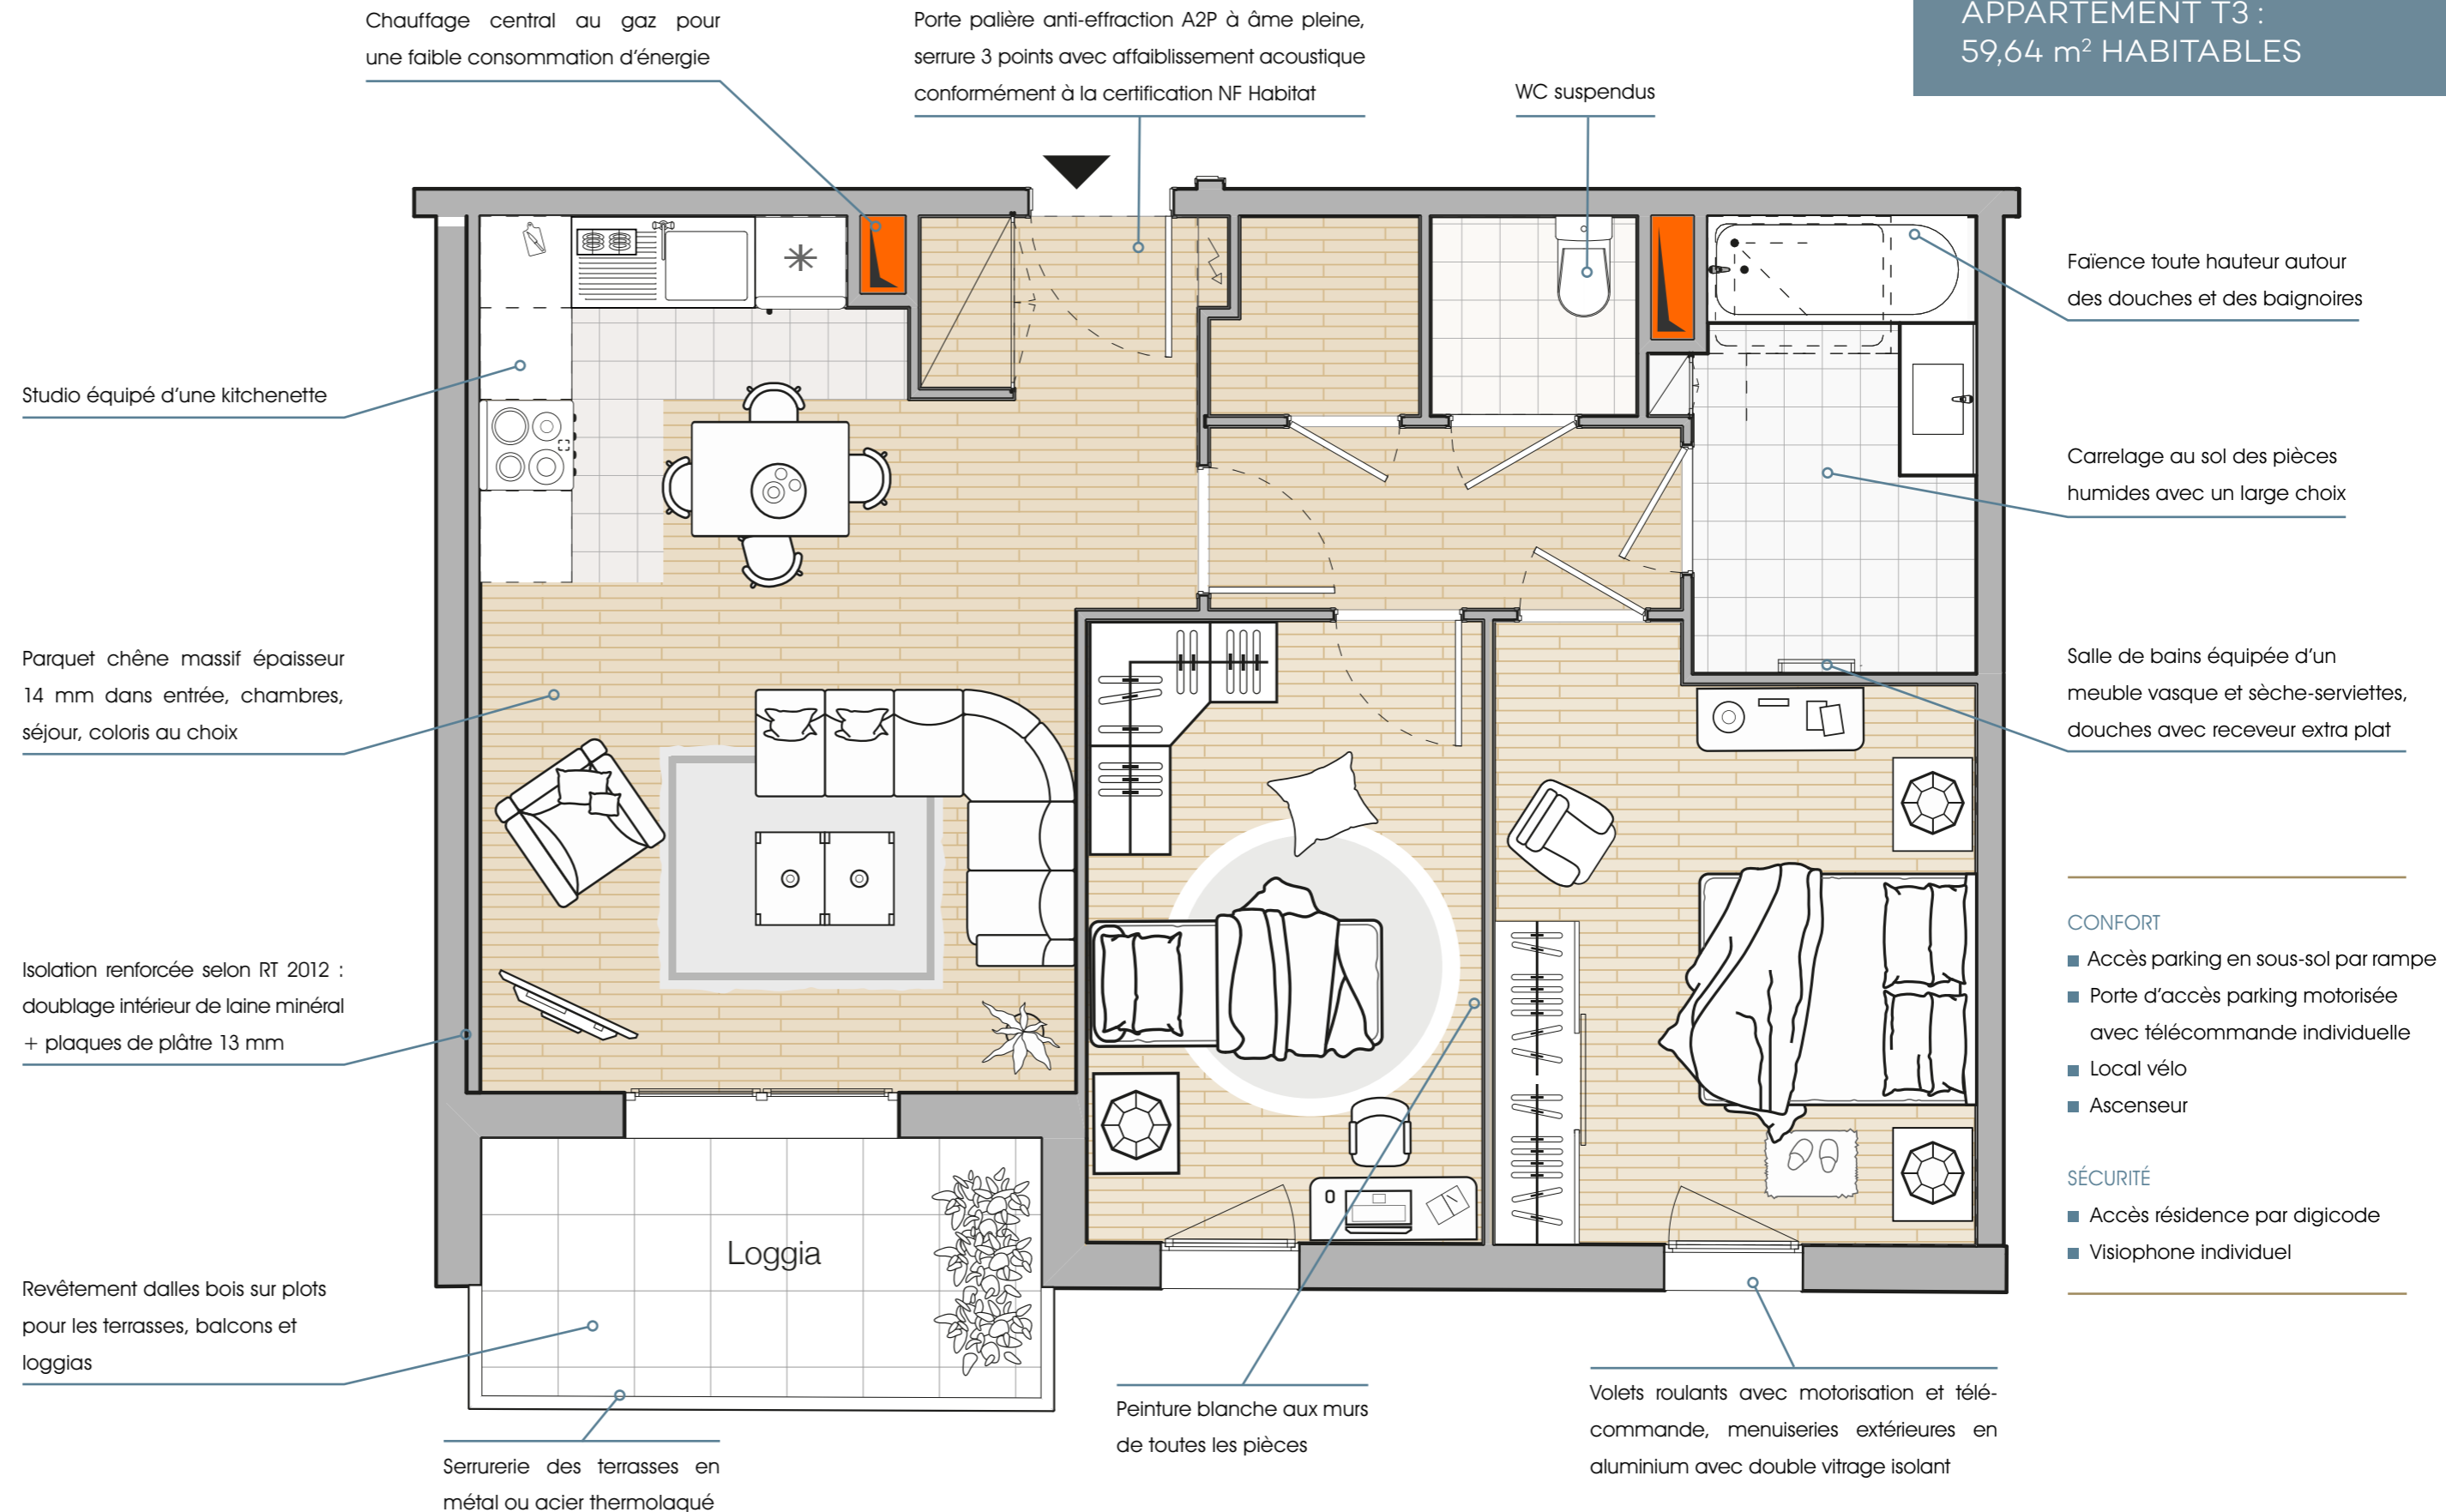 Chauffage central au gaz pour
une faible consommation d'énergie
Porte palière anti-effraction A2P à âme pleine,
serrure 3 points avec affaiblissement acoustique
conformément à la certification NF Habitat
WC suspendus
APPARTEMENT T3 :
59,64 m² HABITABLES
Faïence toute hauteur autour
des douches et des baignoires
Studio équipé d'une kitchenette
Carrelage au sol des pièces
humides avec un large choix
Parquet chêne massif épaisseur
14 mm dans entrée, chambres,
séjour, coloris au choix
Salle de bains équipée d'un
meuble vasque et sèche-serviettes,
douches avec receveur extra plat
Isolation renforcée selon RT 2012 :
doublage intérieur de laine minéral
+ plaques de plâtre 13 mm
CONFORT
Accès parking en sous-sol par rampe
Porte d'accès parking motorisée
avec télécommande individuelle
Local vélo
Ascenseur
SÉCURITÉ
Accès résidence par digicode
Visiophone individuel
Loggia
Revêtement dalles bois sur plots
pour les terrasses, balcons et
loggias
Serrurerie des terrasses en
métal ou acier thermolaqué
Peinture blanche aux murs
de toutes les pièces
Volets roulants avec motorisation et télé-
commande, menuiseries extérieures en
aluminium avec double vitrage isolant